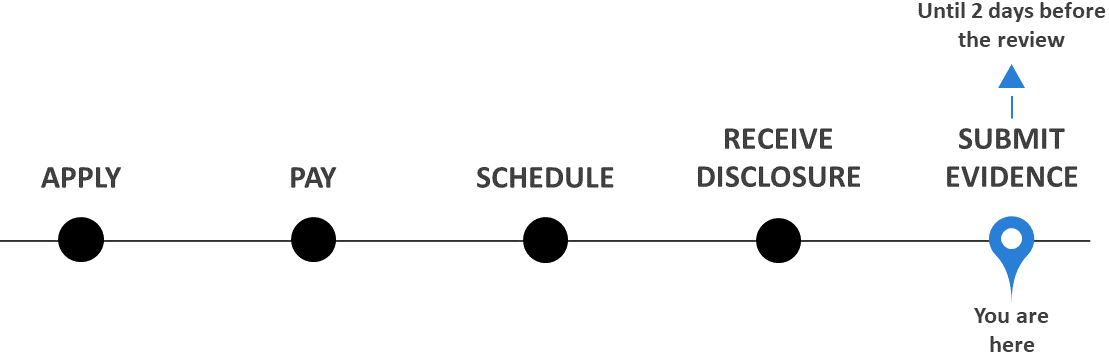 Until 2 days before
the review
APPLY
PAY
SCHEDULE
RECEIVE
DISCLOSURE
SUBMIT
EVIDENCE
You are
here